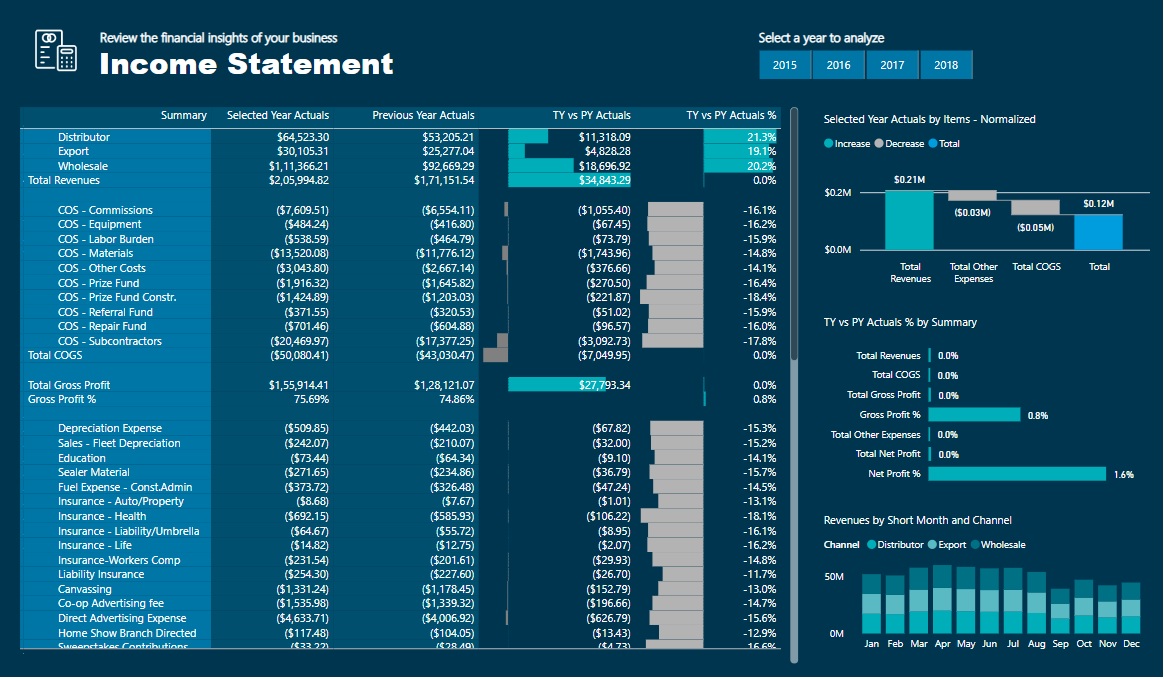 Review the financial insights of your business
Income Statement
Select a year to analyze
2015 2016 2017 2018
Summary Selected Year Actuals Previous Year Actuals TY vs PY Actuals TY vs PY Actuals %
Distributor $64,523.30 $53,205.21 $11,318.09 21.3%
Export $30,105.31 $25,277.04 $4,828.28 19.1%
Wholesale $1,11,366.21 $92,669.29 $18,696.92 20.2%
Total Revenues $2,05,994.82 $1,71,151.54 $34,843.29 0.0%
COS - Commissions ($7,609.51) ($6,554.11) ($1,055.40) -16.1%
COS - Equipment ($484.24) ($416.80) ($67.45) -16.2%
COS - Labor Burden ($538.59) ($464.79) ($73.79) -15.9%
COS - Materials ($13,520.08) ($11,776.12) ($1,743.96) -14.8%
COS - Other Costs ($3,043.80) ($2,667.14) ($376.66) -14.1%
COS - Prize Fund ($1,916.32) ($1,645.82) ($270.50) -16.4%
COS - Prize Fund Constr. ($1,424.89) ($1,203.03) ($221.87) -18.4%
COS - Referral Fund ($371.55) ($320.53) ($51.02) -15.9%
COS - Repair Fund ($701.46) ($604.88) ($96.57) -16.0%
COS - Subcontractors ($20,469.97) ($17,377.25) ($3,092.73) -17.8%
Total COGS ($50,080.41) ($43,030.47) ($7,049.95) 0.0%
Total Gross Profit $1,55,914.41 $1,28,121.07 $27,793.34 0.0%
Gross Profit % 75.69% 74.86% 0.8%
Depreciation Expense ($509.85) ($442.03) ($67.82) -15.3%
Sales - Fleet Depreciation ($242.07) ($210.07) ($32.00) -15.2%
Education ($73.44) ($64.34) ($9.10) -14.1%
Sealer Material ($271.65) ($234.86) ($36.79) -15.7%
Fuel Expense - Const.Admin ($373.72) ($326.48) ($47.24) -14.5%
Insurance - Auto/Property ($8.68) ($7.67) ($1.01) -13.1%
Insurance - Health ($692.15) ($585.93) ($106.22) -18.1%
Insurance - Liability/Umbrella ($64.67) ($55.72) ($8.95) -16.1%
Insurance - Life ($14.82) ($12.75) ($2.07) -16.2%
Insurance-Workers Comp ($231.54) ($201.61) ($29.93) -14.8%
Liability Insurance ($254.30) ($227.60) ($26.70) -11.7%
Canvassing ($1,331.24) ($1,178.45) ($152.79) -13.0%
Co-op Advertising fee ($1,535.98) ($1,339.32) ($196.66) -14.7%
Direct Advertising Expense ($4,633.71) ($4,006.92) ($626.79) -15.6%
Home Show Branch Directed ($117.48) ($104.05) ($13.43) -12.9%
Sweepstakes Contributions ($33.22) ($28.49) ($4.73) -16.6%
Selected Year Actuals by Items - Normalized
Increase Decrease Total
$0.2M
$0.0M
$0.21M
($0.03M)
($0.05M)
$0.12M
Total Revenues
Total Other Expenses
Total COGS
Total
TY vs PY Actuals % by Summary
Total Revenues 0.0%
Total COGS 0.0%
Total Gross Profit 0.0%
Gross Profit % 0.8%
Total Other Expenses 0.0%
Total Net Profit 0.0%
Net Profit % 1.6%
Revenues by Short Month and Channel
Channel Distributor Export Wholesale
50M
0M
Jan Feb Mar Apr May Jun Jul Aug Sep Oct Nov Dec